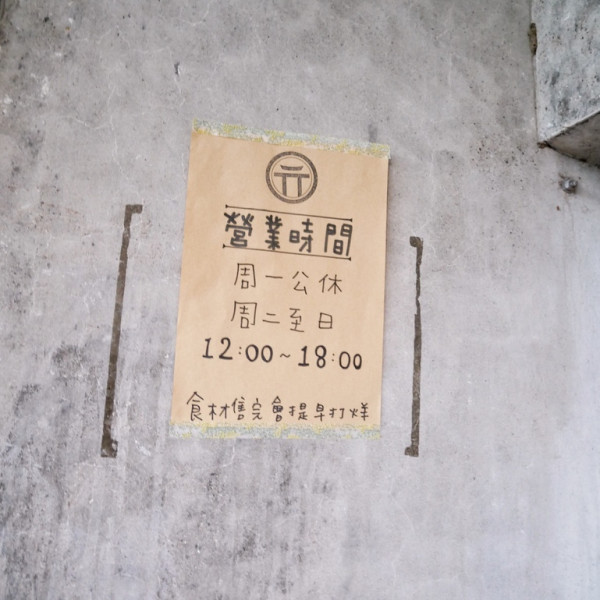 營業時間
周一公休
周二至日
12:00~18:00
食材售完會提早打烊